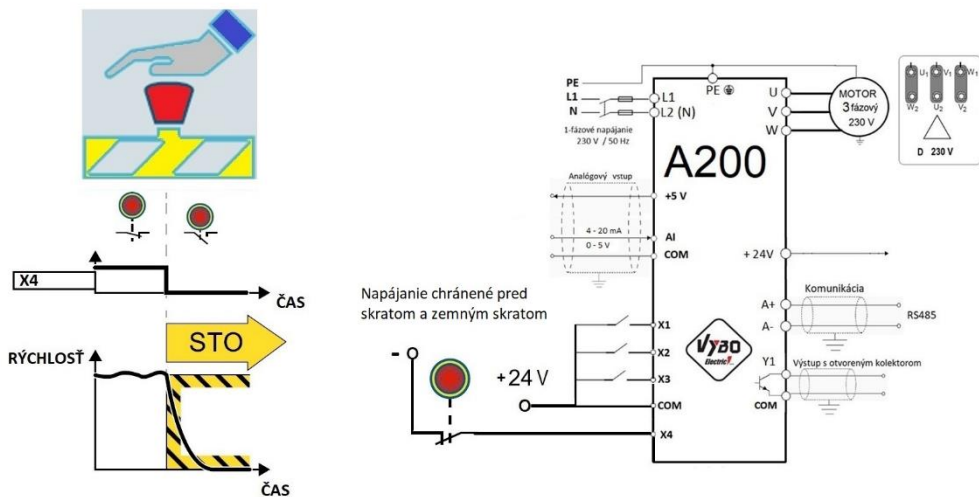 X4
ČAS
STO
RÝCHLOSŤ
ČAS
PE
L1
N
1-fázové napájanie
230 V / 50 Hz
PE
L1
L2 (N)
A200
U
V
W
MOTOR
3 fázový
230 V
U1 V1 W1
W2 U2 V2
D 230 V
Analógový vstup
+5 V
4 - 20 mA
AI
0 - 5 V
COM
+ 24V
Komunikácia
A+
A-
RS485
Napájanie chránené pred
skratom a zemným skratom
X1
X2
X3
VYBO
Electric
Y1
Výstup s otvoreným kolektorom
COM
-
+24 V
COM
X4